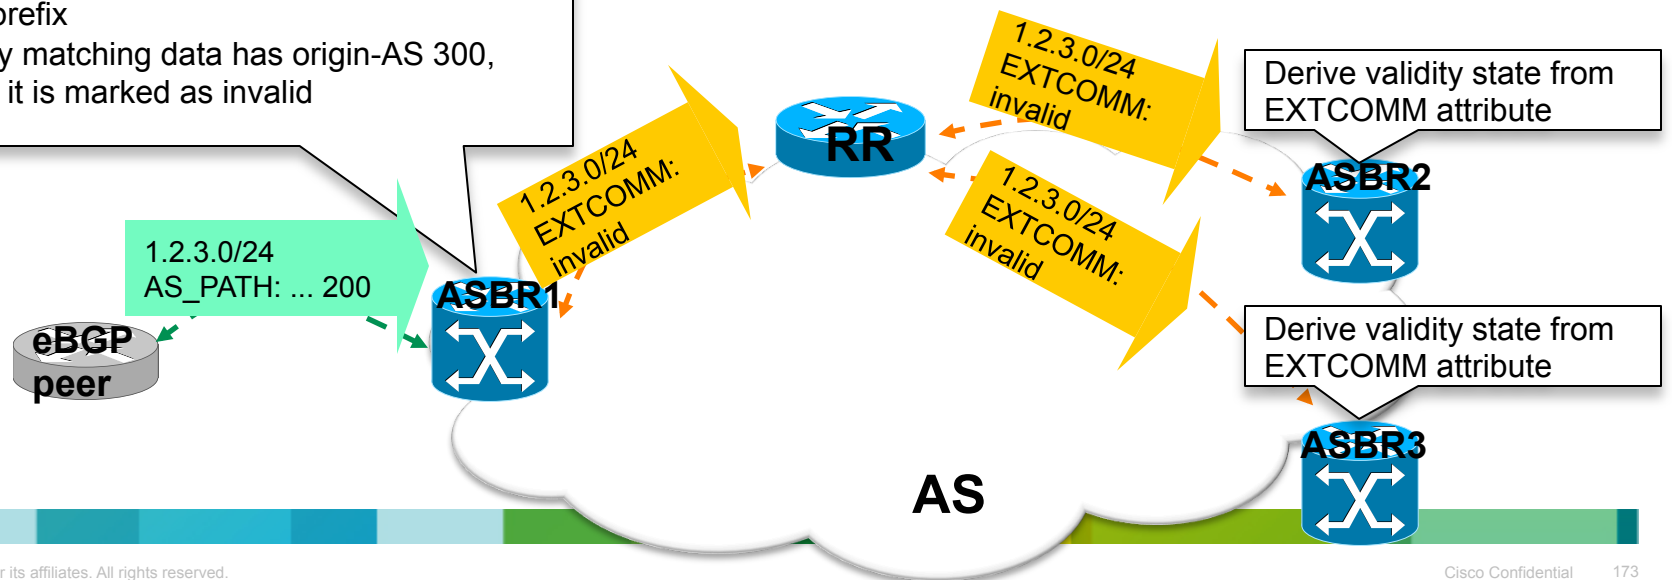 prefix
y matching data has origin-AS 300,
it is marked as invalid
1.2.3.0/24
AS_PATH: ... 200
eBGP
peer
ASBR1
1.2.3.0/24
EXTCOMM:
invalid
RR
1.2.3.0/24
EXTCOMM:
invalid
1.2.3.0/24
EXTCOMM:
invalid
Derive validity state from
EXTCOMM attribute
ASBR2
Derive validity state from
EXTCOMM attribute
ASBR3
AS
r its affiliates. All rights reserved.
Cisco Confidential 173